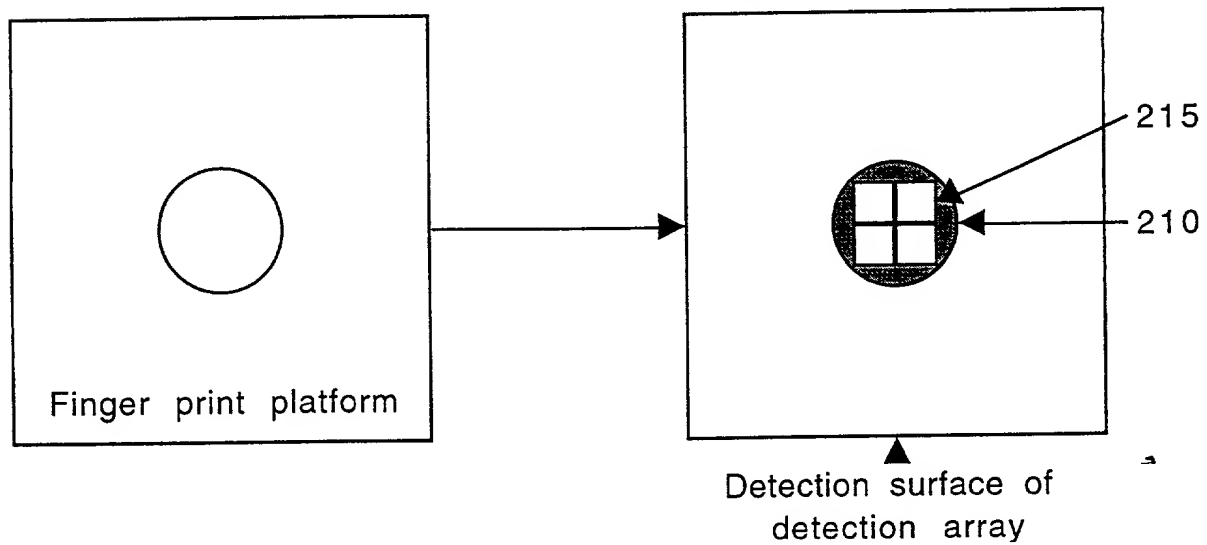 215
210
Finger print platform
Detection surface of
detection array